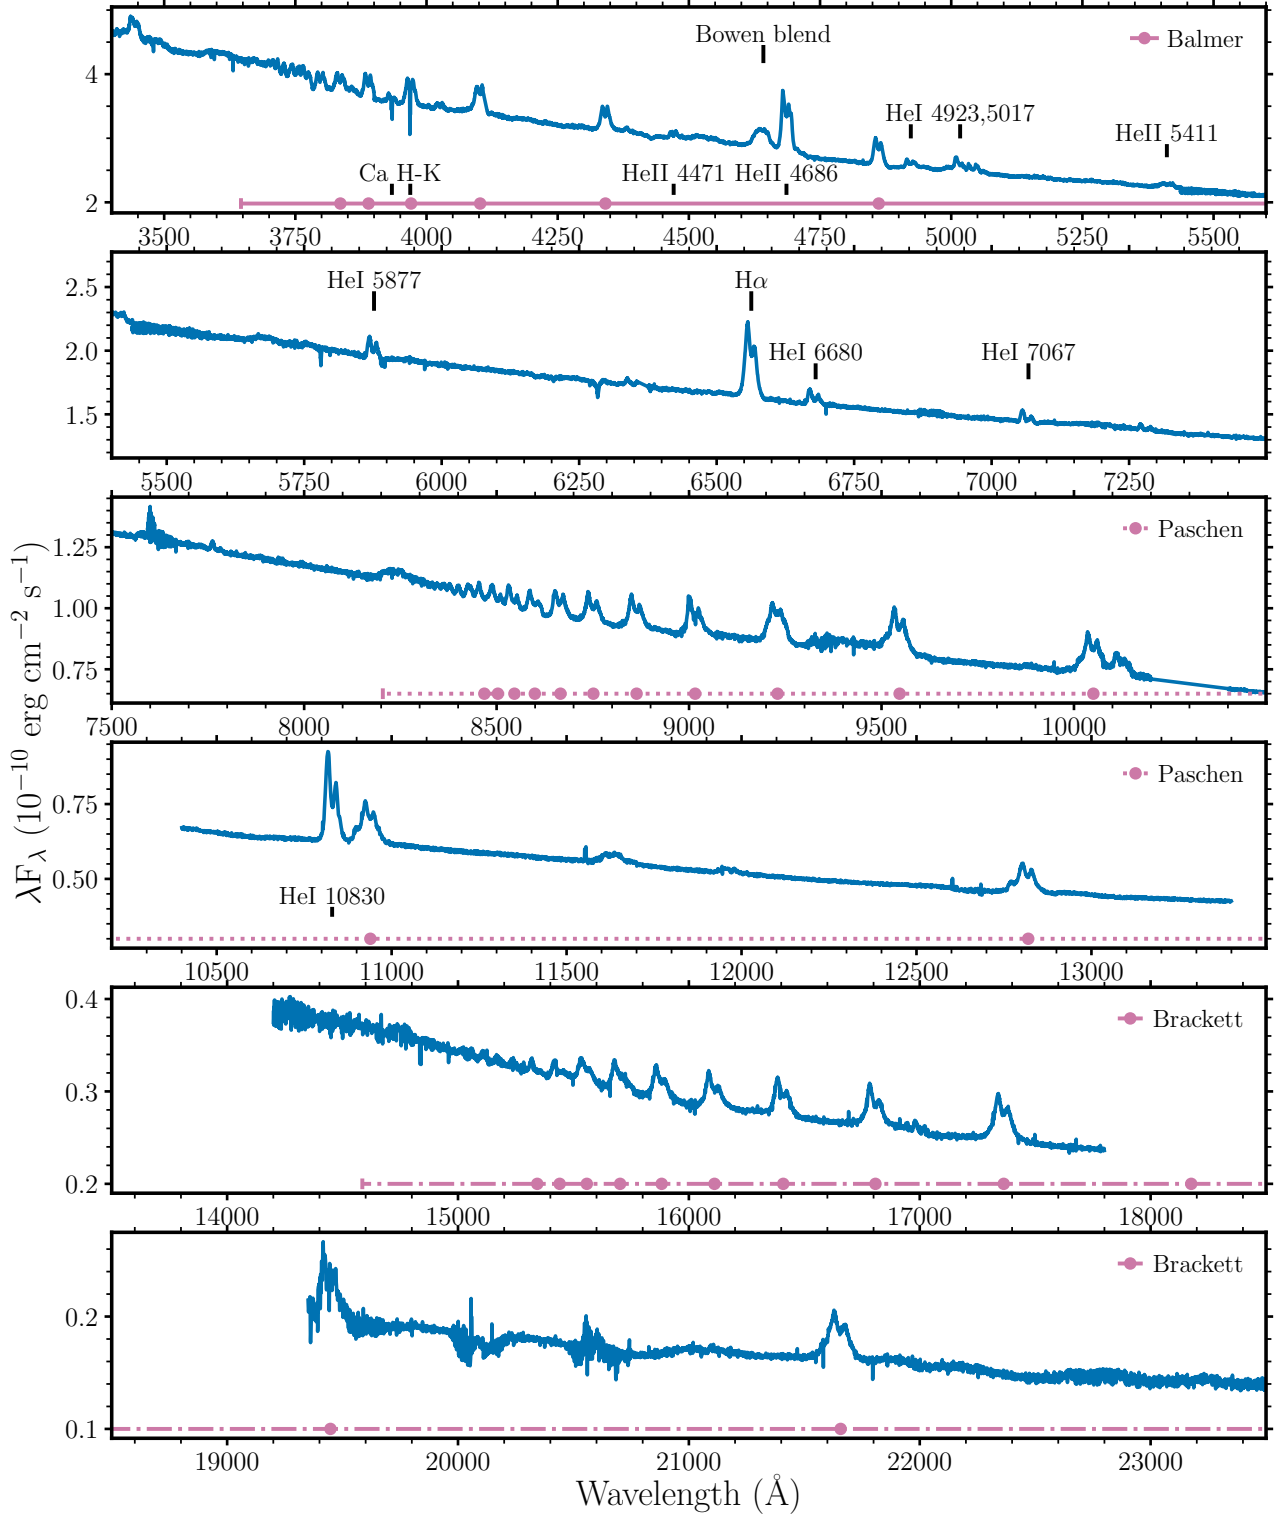 Bowen blend
Balmer
HeI 4923,5017
HeII 5411
Ca H-K
HeII 4471
HeII 4686
4
2
3500 3750 4000 4250 4500 4750 5000 5250 5500
HeI 5877
Hα
HeI 6680
HeI 7067
2.5
2.0
1.5
5500 5750 6000 6250 6500 6750 7000 7250
Paschen
1.25
1.00
0.75
7500 8000 8500 9000 9500 10000
Paschen
0.75
0.50
HeI 10830
10500 11000 11500 12000 12500 13000
Brackett
0.4
0.3
0.2
14000 15000 16000 17000 18000
Brackett
0.2
0.1
19000 20000 21000 22000 23000
λF_λ (10⁻¹⁰ erg cm⁻² s⁻¹)
Wavelength (Å)